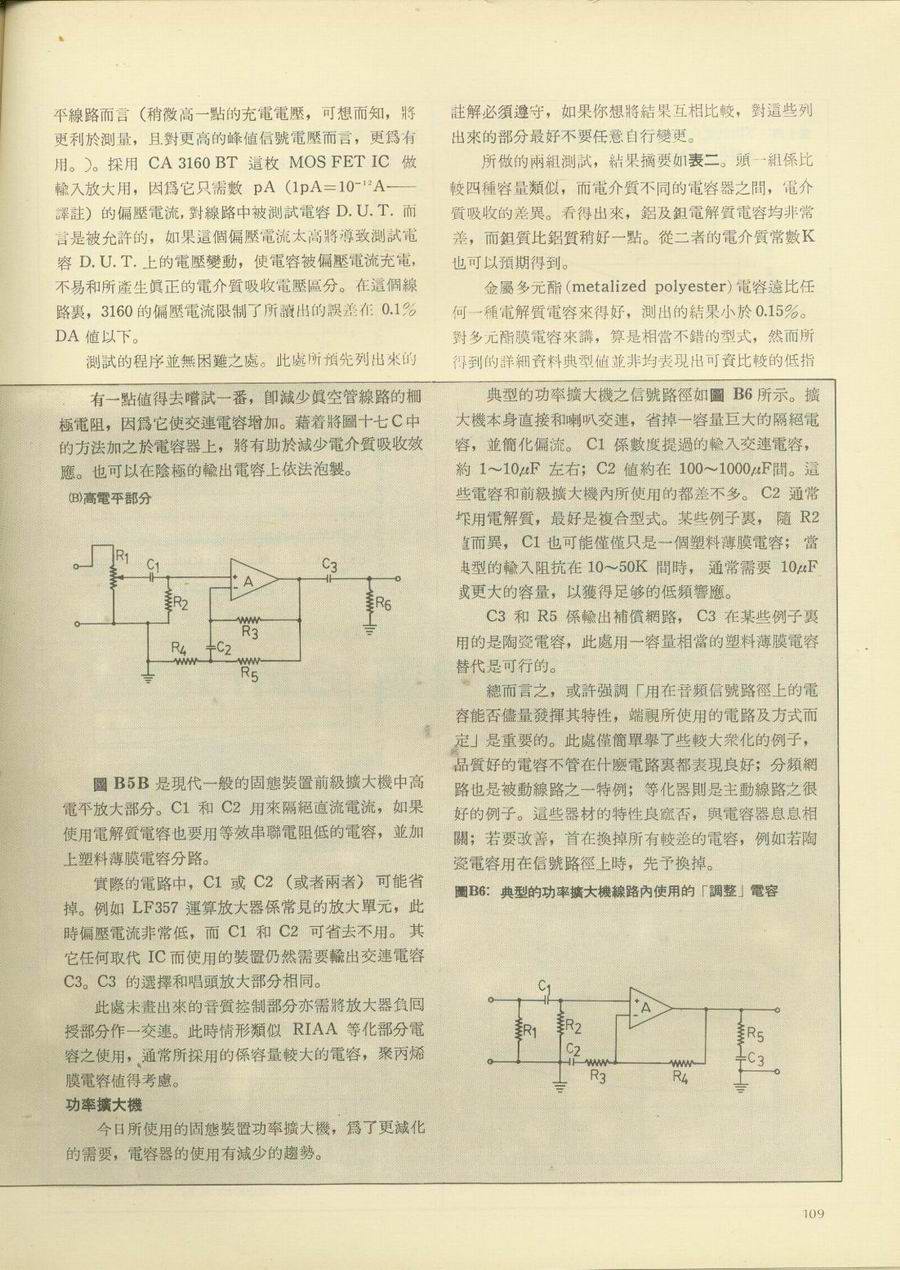 平線路而言（稍微高一點的充電電壓，可想而知，將
更利於測量，且對更高的峰値信號電壓而言，更爲有
用。）。採用 CA 3160 BT 這枚 MOS FET IC 做
輸入放大用，因爲它只需數 pA（1pA=10⁻¹²A——
譯註）的偏壓電流，對線路中被測試電容 D. U. T. 而
言是被允許的，如果這個偏壓電流太高將導致測試電
容 D. U. T. 上的電壓變動，使電容被偏壓電流充電，
不易和所產生眞正的電介質吸收電壓區分。在這個線
路裏，3160 的偏壓電流限制了所讀出的誤差在 0.1%
DA 値以下。
測試的程序並無困難之處。此處所預先列出來的
註解必須遵守，如果你想將結果互相比較，對這些列
出來的部分最好不要任意自行變更。
所做的兩組測試，結果摘要如表二。頭一組係比
較四種容量類似，而電介質不同的電容器之間，電介
質吸收的差異。看得出來，鋁及鉭電解質電容均非常
差，而鉭質比鋁質稍好一點。從二者的電介質常數K
也可以預期得到。
金屬多元酯(metalized polyester)電容遠比任
何一種電解質電容來得好，測出的結果小於 0.15%。
對多元酯膜電容來講，算是相當不錯的型式，然而所
得到的詳細資料典型値並非均表現出可資比較的低指
有一點値得去嚐試一番，即減少眞空管線路的柵
極電阻，因爲它使交連電容增加。藉着將圖十七C中
的方法加之於電容器上，將有助於減少電介質吸收效
應。也可以在陰極的輸出電容上依法泡製。
(B)高電平部分
R1
C1
R2
A
C3
R6
R3
C2
R4
R5
圖 B5B 是現代一般的固態裝置前級擴大機中高
電平放大部分。C1 和 C2 用來隔絕直流電流，如果
使用電解質電容也要用等效串聯電阻低的電容，並加
上塑料薄膜電容分路。
實際的電路中，C1 或 C2（或者兩者）可能省
掉。例如 LF357 運算放大器係常見的放大單元，此
時偏壓電流非常低，而 C1 和 C2 可省去不用。其
它任何取代 IC 而使用的裝置仍然需要輸出交連電容
C3。C3 的選擇和唱頭放大部分相同。
此處未畫出來的音質控制部分亦需將放大器負回
授部分作一交連。此時情形類似 RIAA 等化部分電
容之使用，通常所採用的係容量較大的電容，聚丙烯
膜電容値得考慮。
功率擴大機
今日所使用的固態裝置功率擴大機，爲了更減化
的需要，電容器的使用有減少的趨勢。
典型的功率擴大機之信號路徑如圖 B6 所示。擴
大機本身直接和喇叭交連，省掉一容量巨大的隔絕電
容，並簡化偏流。 C1 係數度提過的輸入交連電容，
約 1～10μF 左右；C2 値約在 100～1000μF間。這
些電容和前級擴大機內所使用的都差不多。 C2 通常
採用電解質，最好是複合型式。某些例子裏， 隨 R2
值而異， C1 也可能僅僅只是一個塑料薄膜電容； 當
典型的輸入阻抗在 10～50K 間時， 通常需要 10μF
或更大的容量，以獲得足够的低頻響應。
C3 和 R5 係輸出補償網路， C3 在某些例子裏
用的是陶瓷電容，此處用一容量相當的塑料薄膜電容
替代是可行的。
總而言之，或許强調「用在音頻信號路徑上的電
容能否儘量發揮其特性，端視所使用的電路及方式而
定」是重要的。此處僅簡單舉了些較大衆化的例子，
品質好的電容不管在什麼電路裏都表現良好；分頻網
路也是被動線路之一特例；等化器則是主動線路之很
好的例子。這些器材的特性良窳否，與電容器息息相
關；若要改善，首在換掉所有較差的電容，例如若陶
瓷電容用在信號路徑上時，先予換掉。
圖B6: 典型的功率擴大機線路內使用的「調整」電容
C1
R1
R2
A
C2
R3
R4
R5
C3
109